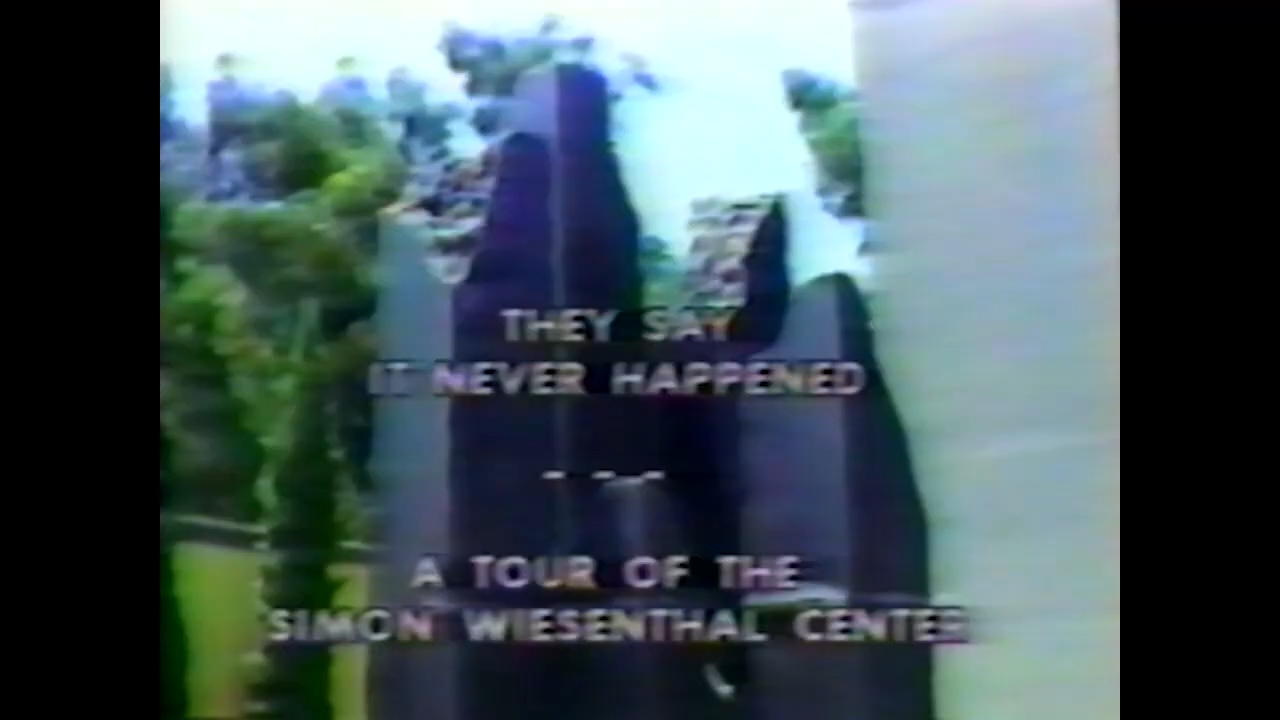 THEY SAY
IT NEVER HAPPENED
- - - -
A TOUR OF THE
SIMON WIESENTHAL CENTER